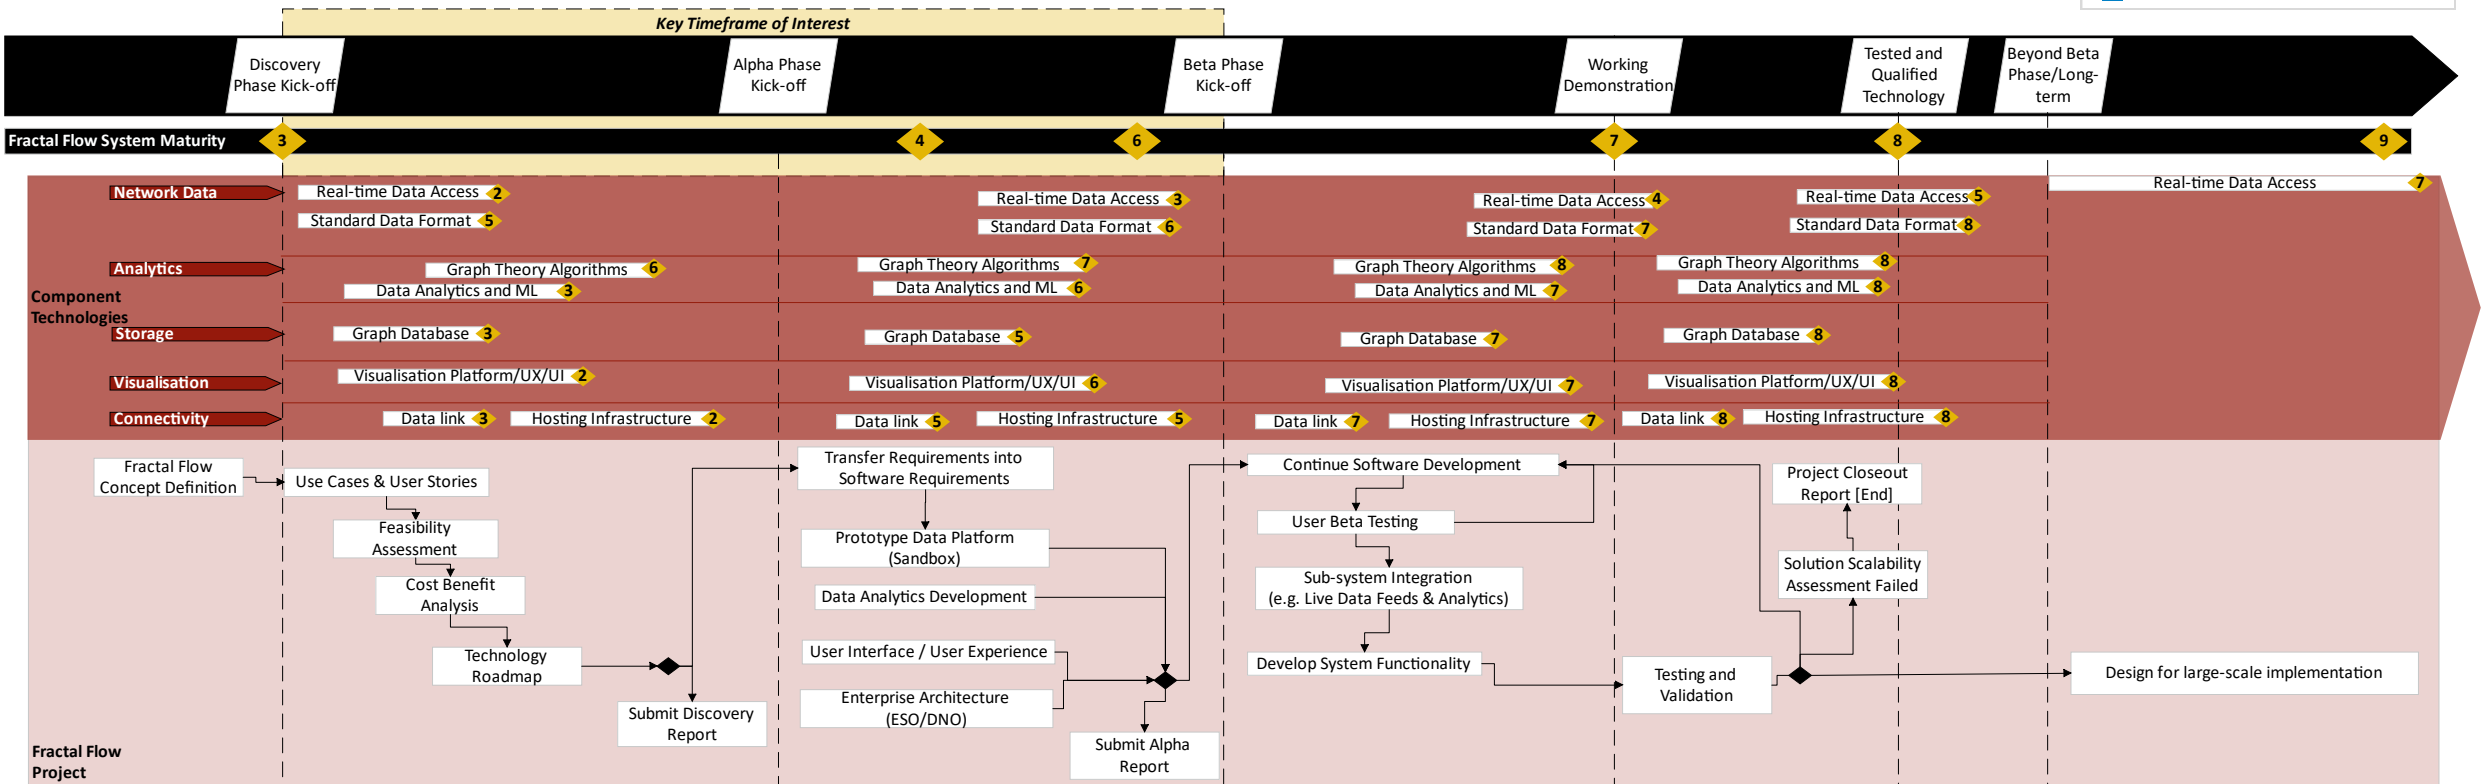 Key Timeframe of Interest
Discovery
Phase Kick-off
Alpha Phase
Kick-off
Beta Phase
Kick-off
Working
Demonstration
Tested and
Qualified
Technology
Beyond Beta
Phase/Long-
term
Fractal Flow System Maturity
3
4
6
7
8
9
Component
Technologies
Network Data
Real-time Data Access 2
Real-time Data Access 3
Real-time Data Access 4
Real-time Data Access 5
Real-time Data Access 7
Standard Data Format 5
Standard Data Format 6
Standard Data Format 7
Standard Data Format 8
Analytics
Graph Theory Algorithms 6
Graph Theory Algorithms 7
Graph Theory Algorithms 8
Graph Theory Algorithms 8
Data Analytics and ML 3
Data Analytics and ML 6
Data Analytics and ML 7
Data Analytics and ML 8
Storage
Graph Database 3
Graph Database 5
Graph Database 7
Graph Database 8
Visualisation
Visualisation Platform/UX/UI 2
Visualisation Platform/UX/UI 6
Visualisation Platform/UX/UI 7
Visualisation Platform/UX/UI 8
Connectivity
Data link 3
Hosting Infrastructure 2
Data link 5
Hosting Infrastructure 5
Data link 7
Hosting Infrastructure 7
Data link 8
Hosting Infrastructure 8
Fractal Flow
Concept Definition
Use Cases & User Stories
Feasibility
Assessment
Cost Benefit
Analysis
Technology
Roadmap
Submit Discovery
Report
Transfer Requirements into
Software Requirements
Prototype Data Platform
(Sandbox)
Data Analytics Development
User Interface / User Experience
Enterprise Architecture
(ESO/DNO)
Submit Alpha
Report
Continue Software Development
User Beta Testing
Sub-system Integration
(e.g. Live Data Feeds & Analytics)
Develop System Functionality
Testing and
Validation
Project Closeout
Report [End]
Solution Scalability
Assessment Failed
Design for large-scale implementation
Fractal Flow
Project